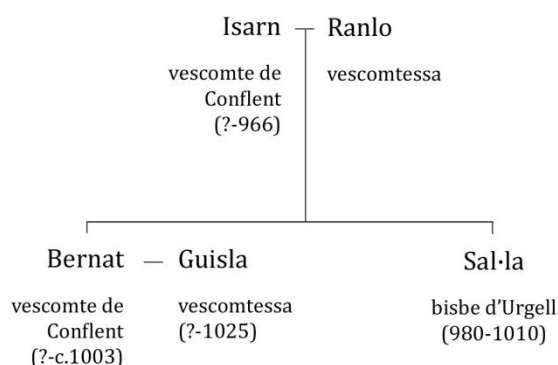 Isarn — Ranlo
vescomte de
Conflent
(?-966)
vescomtessa
Bernat — Guisla
vescomte de
Conflent
(?-c.1003)
vescomtessa
(?-1025)
Sal·la
bisbe d'Urgell
(980-1010)